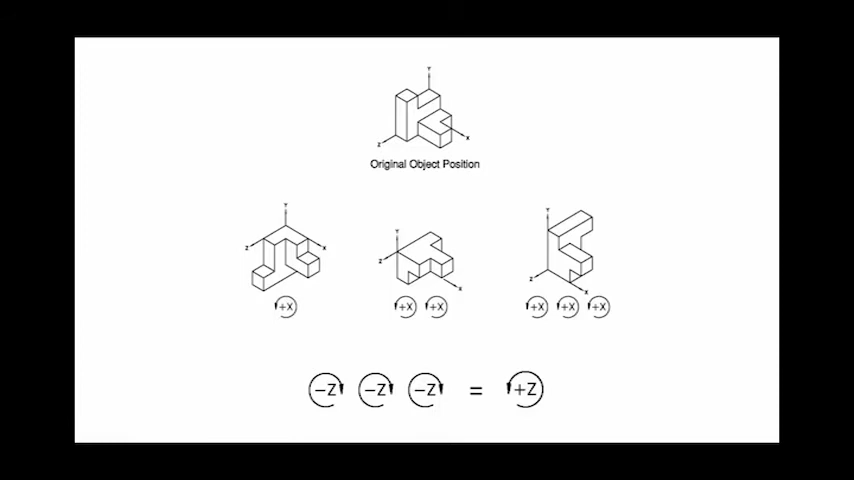 Y
Z X
Original Object Position
Y Y Y
Z X Z X Z X
+X +X +X +X +X +X
−Z −Z −Z = +Z